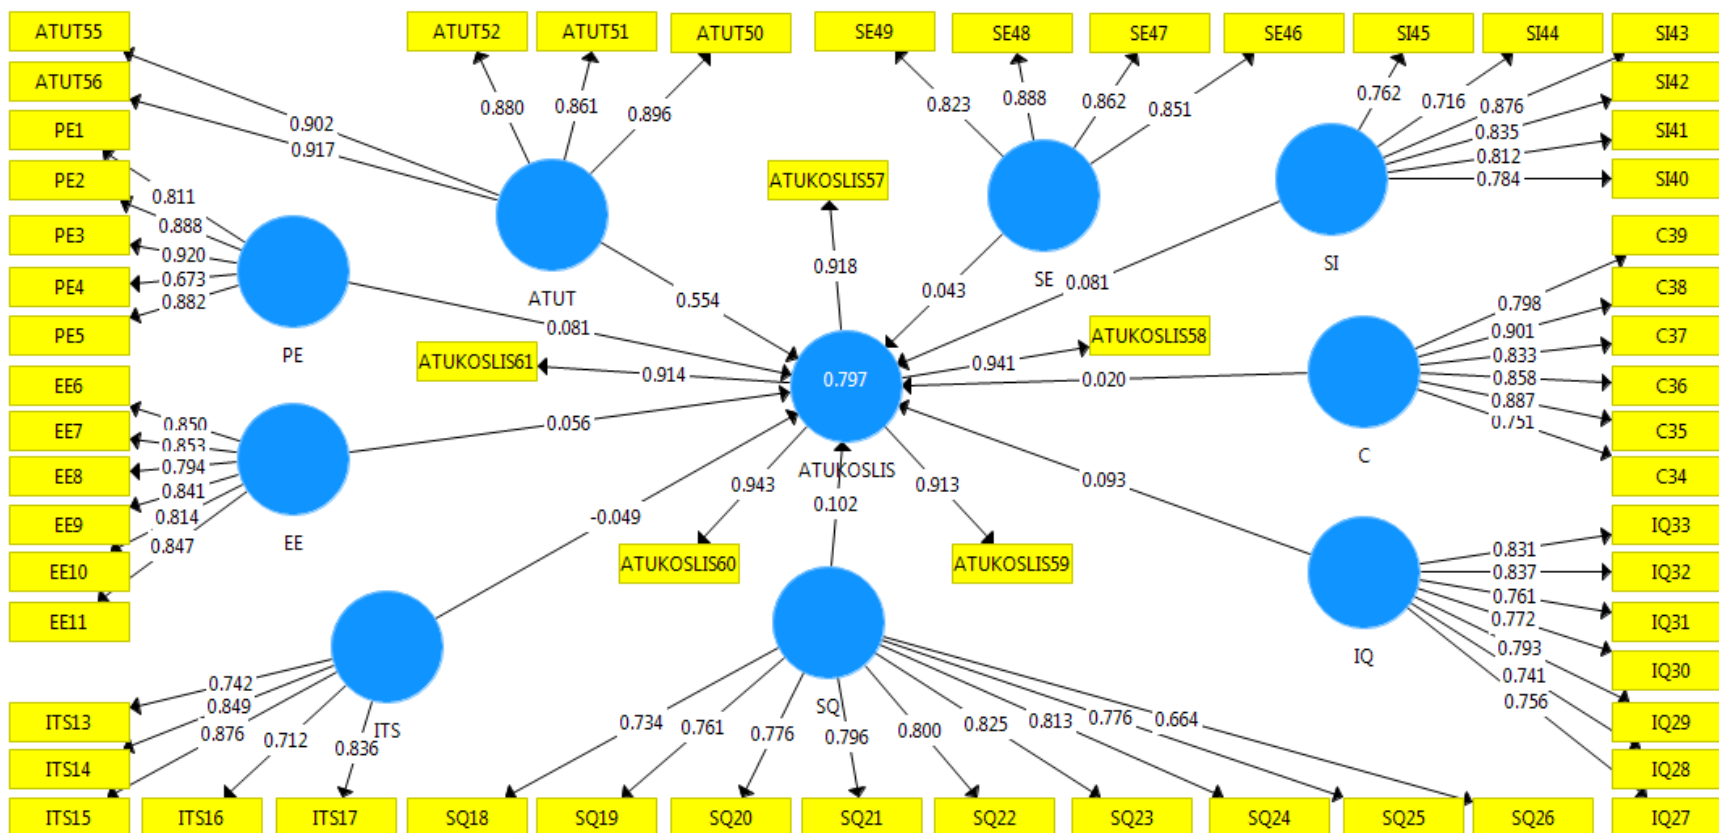 ATUT55
ATUT52
ATUT51
ATUT50
SE49
SE48
SE47
SE46
SI45
SI44
SI43
ATUT56
SI42
PE1
SI41
PE2
SI40
PE3
C39
PE4
C38
PE5
C37
EE6
C36
EE7
C35
EE8
C34
EE9
IQ33
EE10
IQ32
EE11
IQ31
IQ30
ITS13
IQ29
ITS14
IQ28
ITS15
ITS16
ITS17
SQ18
SQ19
SQ20
SQ21
SQ22
SQ23
SQ24
SQ25
SQ26
IQ27
ATUKOSLIS57
ATUKOSLIS58
ATUKOSLIS61
ATUKOSLIS60
ATUKOSLIS59
0.902
0.917
0.880
0.861
0.896
ATUT
0.554
0.823
0.888
0.862
0.851
SE
0.043
0.762
0.716
0.876
0.835
0.812
0.784
SI
0.081
0.811
0.888
0.920
0.673
0.882
PE
0.081
0.918
0.941
0.914
0.797
ATUKOSLIS
0.943
0.913
0.798
0.901
0.833
0.858
0.887
0.751
C
0.020
0.850
0.853
0.794
0.841
0.814
0.847
EE
0.056
0.831
0.837
0.761
0.772
0.793
0.741
0.756
IQ
0.093
0.742
0.849
0.876
0.712
0.836
ITS
-0.049
0.102
SQ
0.734
0.761
0.776
0.796
0.800
0.825
0.813
0.776
0.664